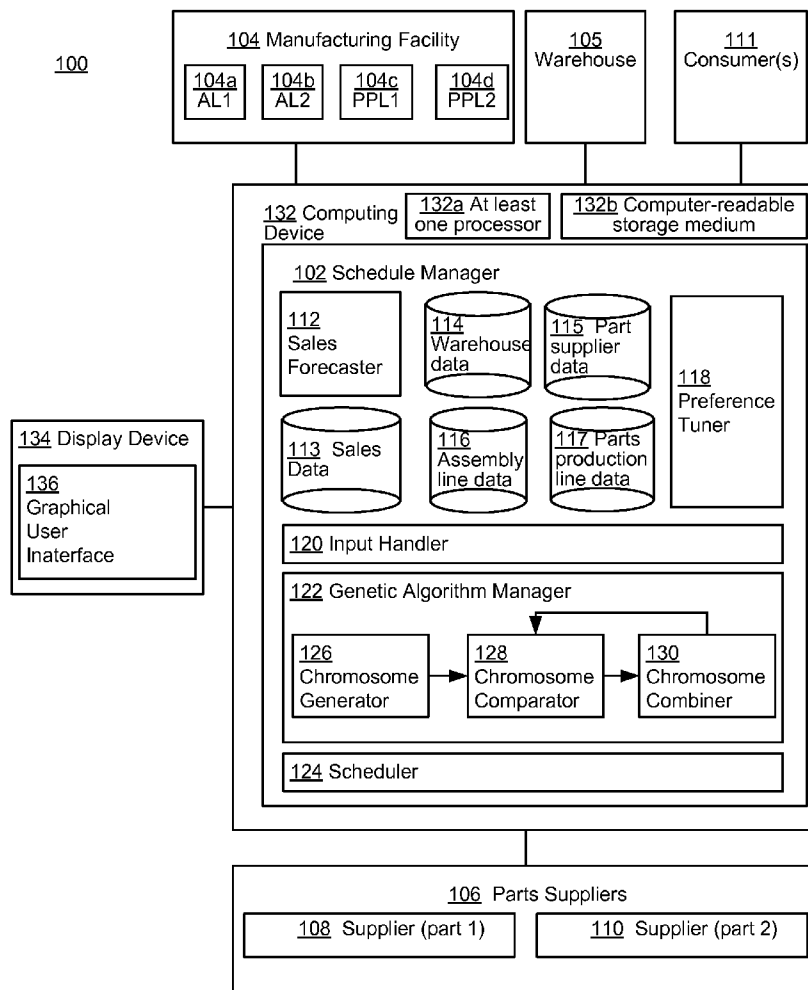 100
104 Manufacturing Facility
104a
AL1
104b
AL2
104c
PPL1
104d
PPL2
105
Warehouse
111
Consumer(s)
132 Computing
Device
132a At least
one processor
132b Computer-readable
storage medium
102 Schedule Manager
112
Sales
Forecaster
114
Warehouse
data
115 Part
supplier
data
118
Preference
Tuner
113 Sales
Data
116
Assembly
line data
117 Parts
production
line data
134 Display Device
136
Graphical
User
Inaterface
120 Input Handler
122 Genetic Algorithm Manager
126
Chromosome
Generator
128
Chromosome
Comparator
130
Chromosome
Combiner
124 Scheduler
106 Parts Suppliers
108 Supplier (part 1)
110 Supplier (part 2)